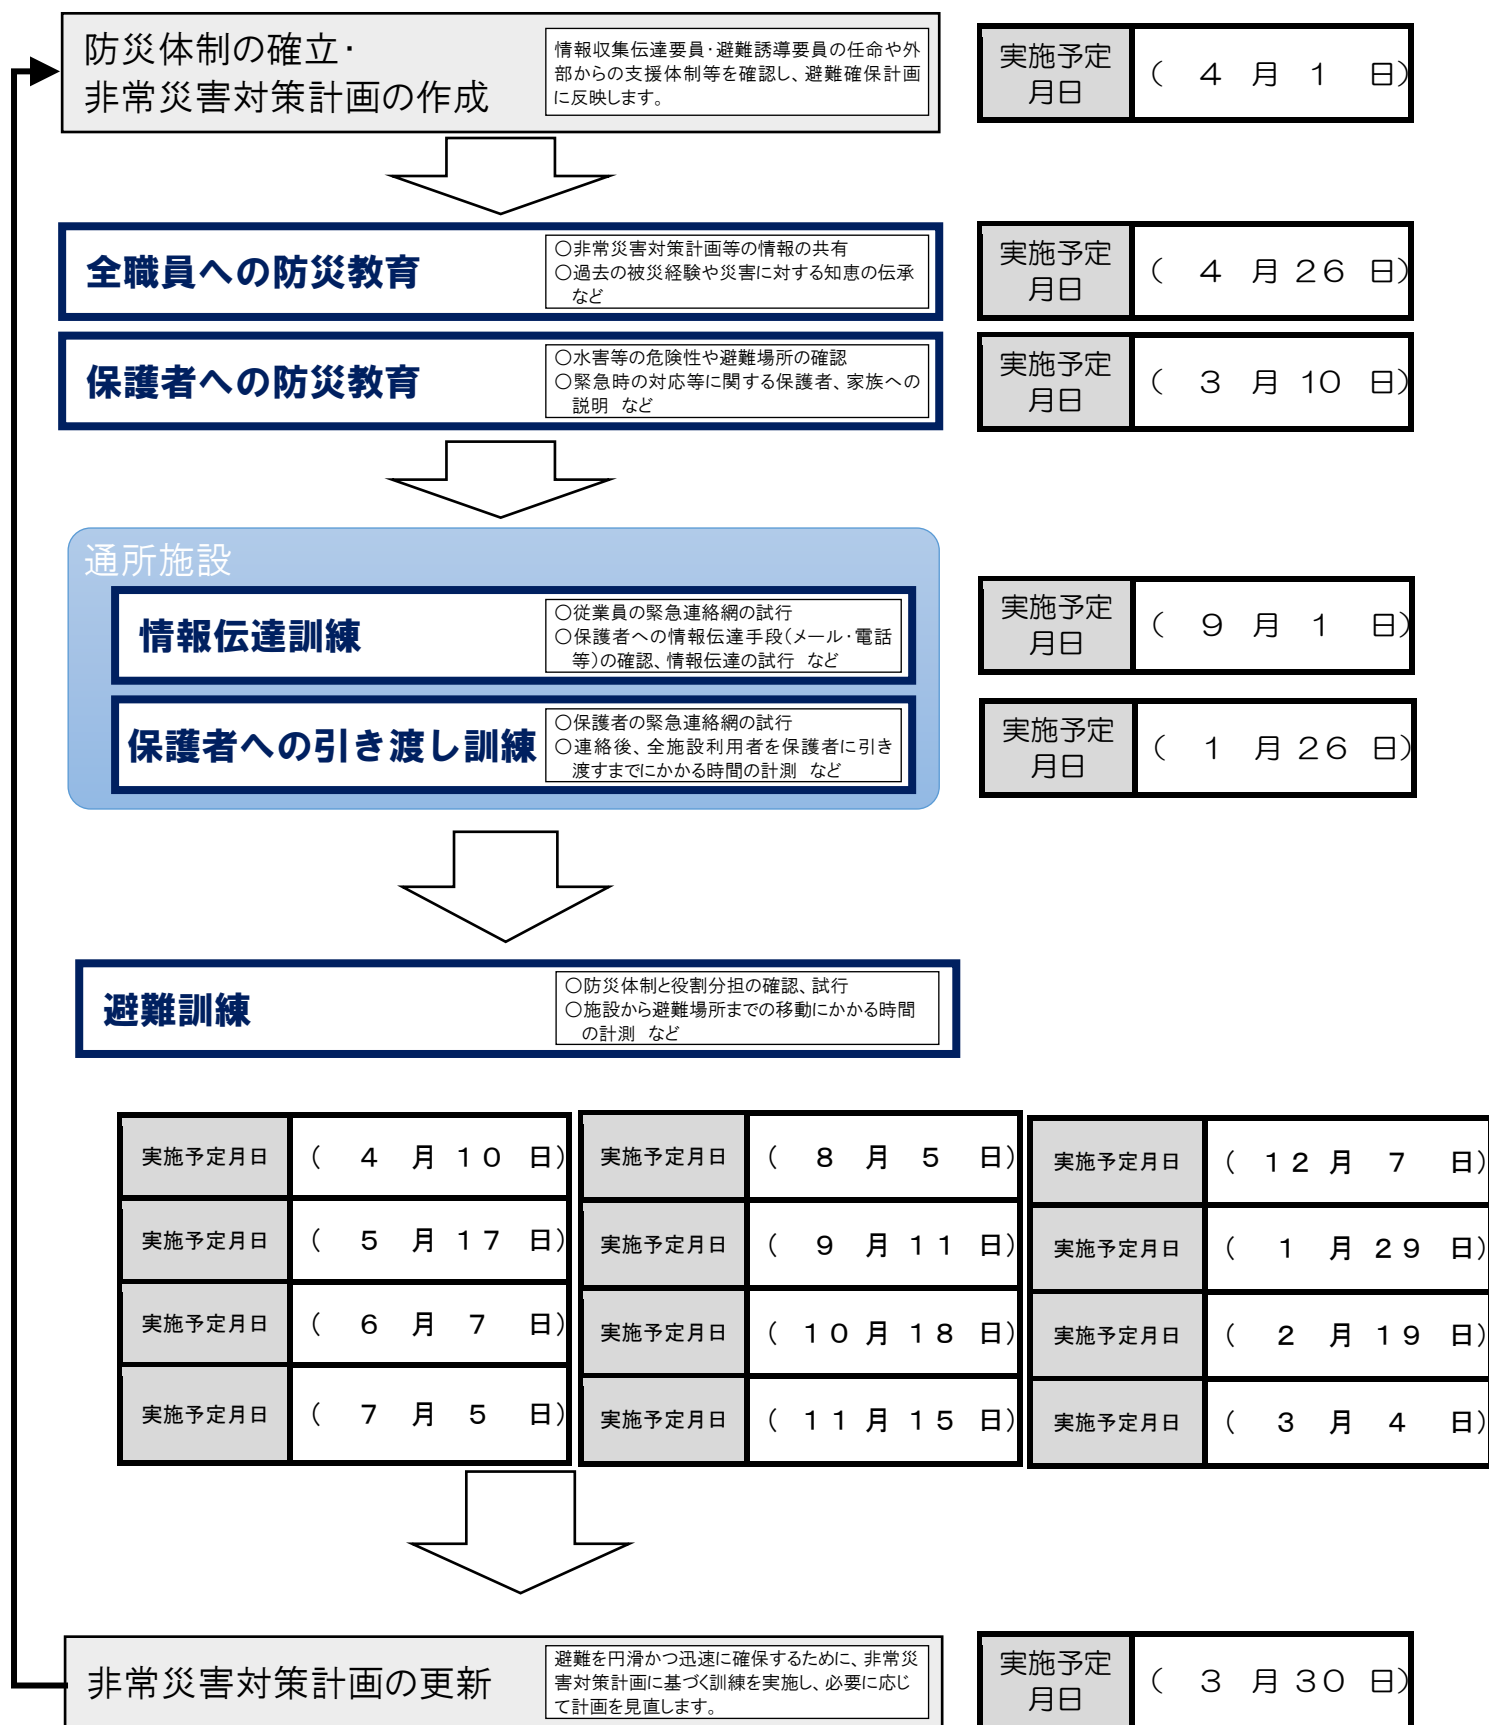 防災体制の確立・
非常災害対策計画の作成
情報収集伝達要員・避難誘導要員の任命や外
部からの支援体制等を確認し、避難確保計画
に反映します。
実施予定
月日
（　４　月　１　日）
全職員への防災教育
〇非常災害対策計画等の情報の共有
〇過去の被災経験や災害に対する知恵の伝承
など
実施予定
月日
（　４　月２６　日）
保護者への防災教育
〇水害等の危険性や避難場所の確認
〇緊急時の対応等に関する保護者、家族への
説明　など
実施予定
月日
（　３　月　10　日）
通所施設
情報伝達訓練
〇従業員の緊急連絡網の試行
〇保護者への情報伝達手段（メール・電話
等）の確認、情報伝達の試行　など
実施予定
月日
（　９　月　１　日）
保護者への引き渡し訓練
〇保護者の緊急連絡網の試行
〇連絡後、全施設利用者を保護者に引き
渡すまでにかかる時間の計測　など
実施予定
月日
（　１　月２６　日）
避難訓練
〇防災体制と役割分担の確認、試行
〇施設から避難場所までの移動にかかる時間
の計測　など
実施予定月日　（　４　月１０　日）　実施予定月日　（　８　月　５　日）　実施予定月日　（　１２月　７　日）
実施予定月日　（　５　月１７　日）　実施予定月日　（　９　月１１　日）　実施予定月日　（　１　月２９　日）
実施予定月日　（　６　月　７　日）　実施予定月日　（　１０月１８　日）　実施予定月日　（　２　月１９　日）
実施予定月日　（　７　月　５　日）　実施予定月日　（　１１月１５　日）　実施予定月日　（　３　月　４　日）
非常災害対策計画の更新
避難を円滑かつ迅速に確保するために、非常災
害対策計画に基づく訓練を実施し、必要に応じ
て計画を見直します。
実施予定
月日
（　３　月３０　日）